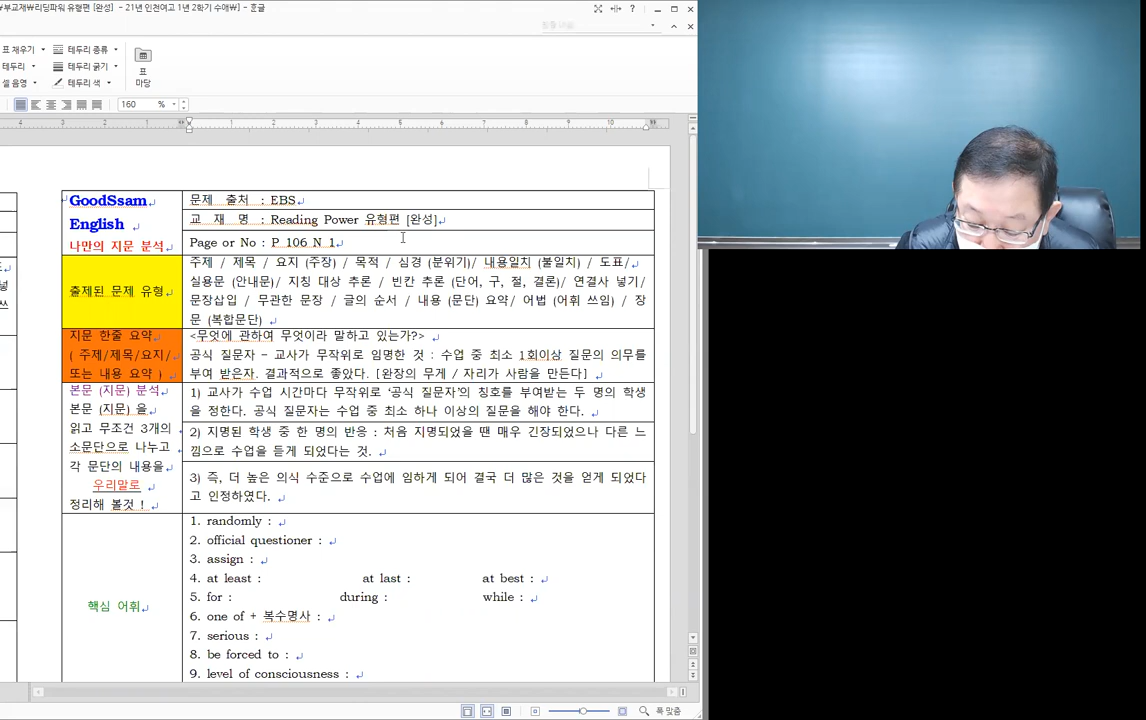 부교재₩리딩파워 유형편 [완성] - 21년 인천여고 1년 2학기 수애₩] - 흔글
표 채우기 테두리 종류
테두리 테두리 굵기 표
셀 음영 테두리 색 마당
160 %
4 3 2 1 1 2 3 4 5 6 7 8 9 10
GoodSsam
English
나만의 지문 분석
문제 출처 : EBS
교 재 명 : Reading Power 유형편 [완성]
Page or No : P 106 N 1
출제된 문제 유형
주제 / 제목 / 요지 (주장) / 목적 / 심경 (분위기)/ 내용일치 (불일치) / 도표/
실용문 (안내문)/ 지칭 대상 추론 / 빈칸 추론 (단어, 구, 절, 결론)/ 연결사 넣기/
문장삽입 / 무관한 문장 / 글의 순서 / 내용 (문단) 요약/ 어법 (어휘 쓰임) / 장
문 (복합문단)
지문 한줄 요약
( 주제/제목/요지/
또는 내용 요약 )
<무엇에 관하여 무엇이라 말하고 있는가?>
공식 질문자 - 교사가 무작위로 임명한 것 : 수업 중 최소 1회이상 질문의 의무를
부여 받은자. 결과적으로 좋았다. [완장의 무게 / 자리가 사람을 만든다]
본문 (지문) 분석
본문 (지문) 을
읽고 무조건 3개의
소문단으로 나누고
각 문단의 내용을
우리말로
정리해 볼것 !
1) 교사가 수업 시간마다 무작위로 '공식 질문자'의 칭호를 부여받는 두 명의 학생
을 정한다. 공식 질문자는 수업 중 최소 하나 이상의 질문을 해야 한다.
2) 지명된 학생 중 한 명의 반응 : 처음 지명되었을 땐 매우 긴장되었으나 다른 느
낌으로 수업을 듣게 되었다는 것.
3) 즉, 더 높은 의식 수준으로 수업에 임하게 되어 결국 더 많은 것을 얻게 되었다
고 인정하였다.
핵심 어휘
1. randomly :
2. official questioner :
3. assign :
4. at least : at last : at best :
5. for : during : while :
6. one of + 복수명사 :
7. serious :
8. be forced to :
9. level of consciousness :
폭 맞춤